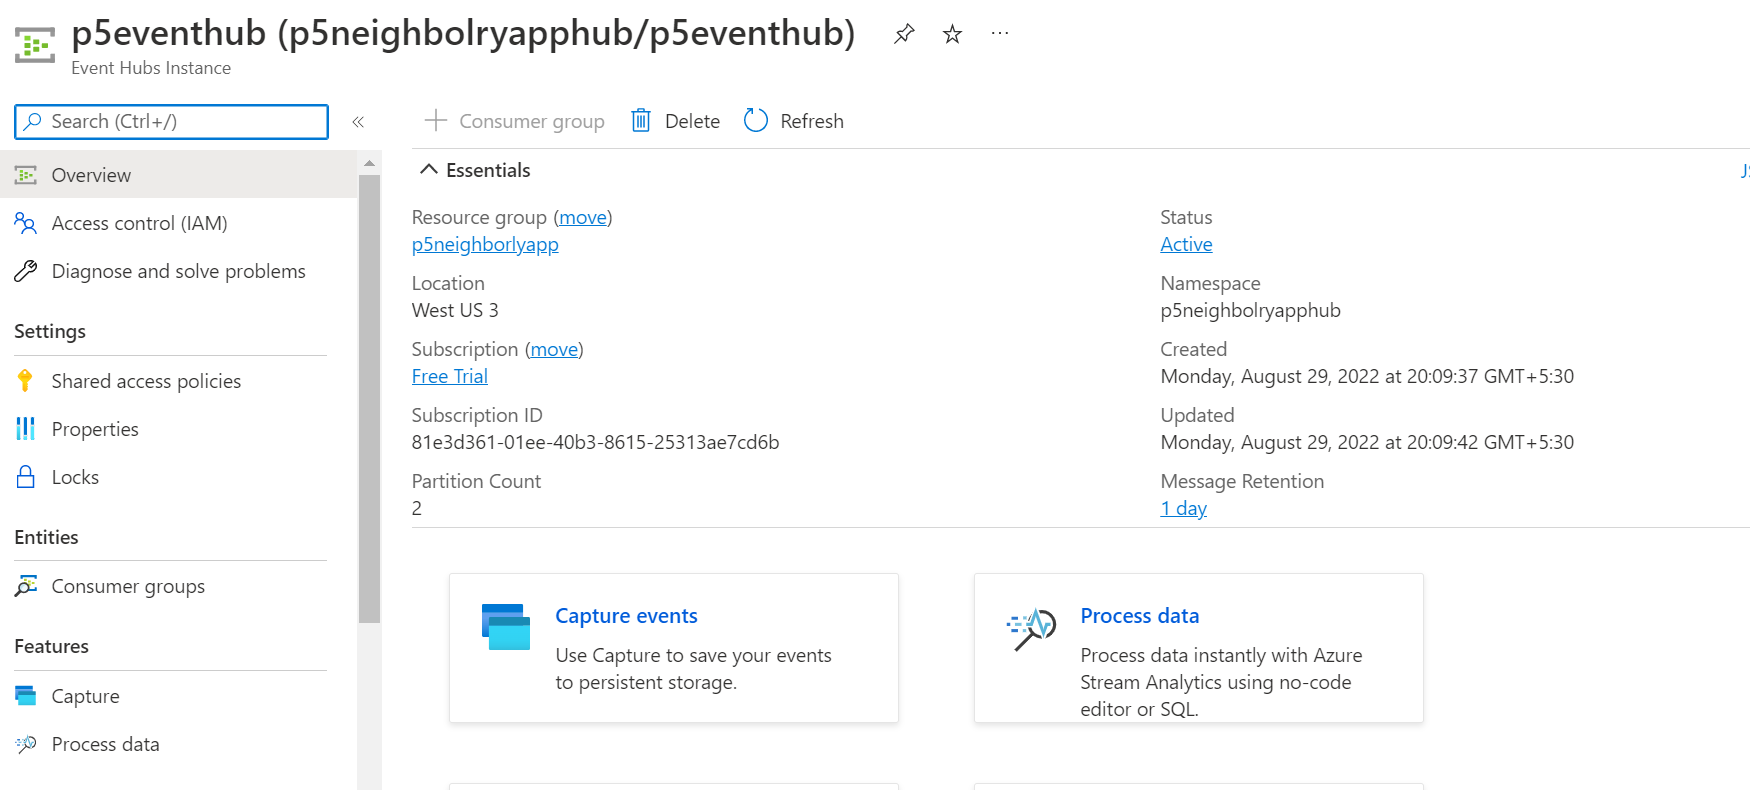 p5eventhub (p5neighbolryapphub/p5eventhub)
Event Hubs Instance
Search (Ctrl+/)
Overview
Access control (IAM)
Diagnose and solve problems
Settings
Shared access policies
Properties
Locks
Entities
Consumer groups
Features
Capture
Process data
Consumer group
Delete
Refresh
Essentials
Resource group (move)
p5neighborlyapp
Location
West US 3
Subscription (move)
Free Trial
Subscription ID
81e3d361-01ee-40b3-8615-25313ae7cd6b
Partition Count
2
Status
Active
Namespace
p5neighbolryapphub
Created
Monday, August 29, 2022 at 20:09:37 GMT+5:30
Updated
Monday, August 29, 2022 at 20:09:42 GMT+5:30
Message Retention
1 day
Capture events
Use Capture to save your events
to persistent storage.
Process data
Process data instantly with Azure
Stream Analytics using no-code
editor or SQL.